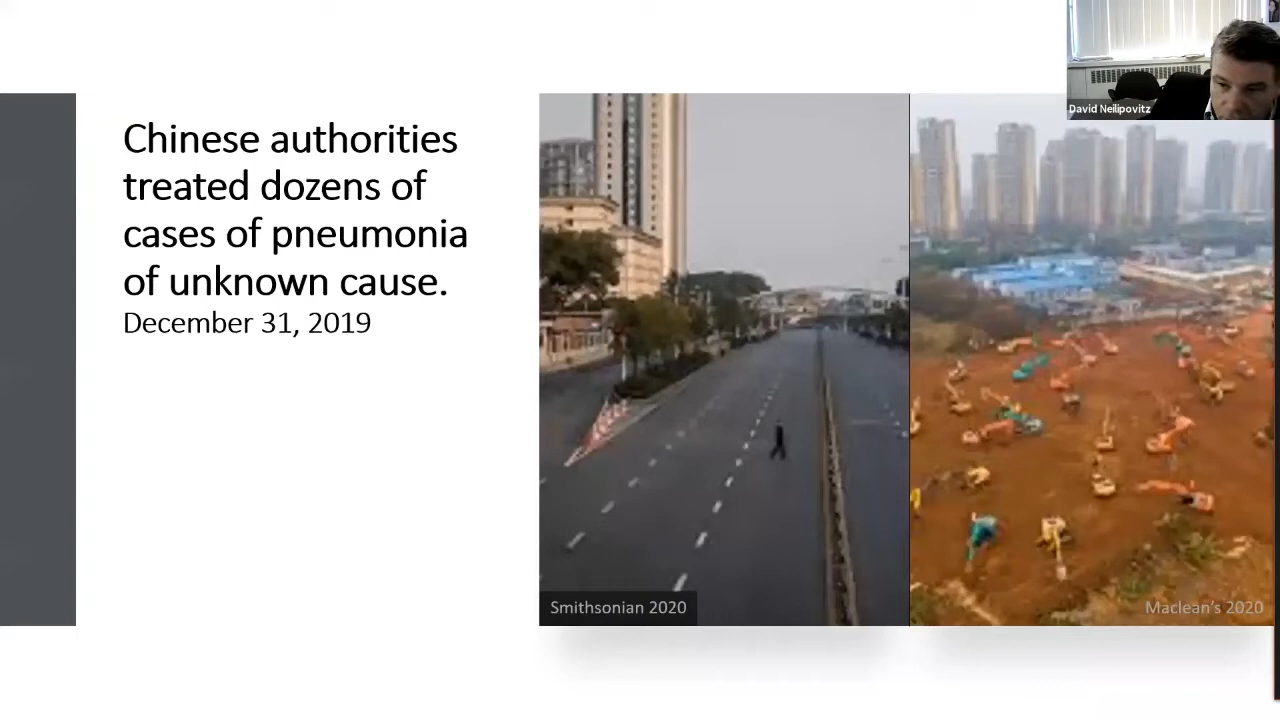 Chinese authorities
treated dozens of
cases of pneumonia
of unknown cause.
December 31, 2019
Smithsonian 2020
Maclean's 2020
David Neilipovitz